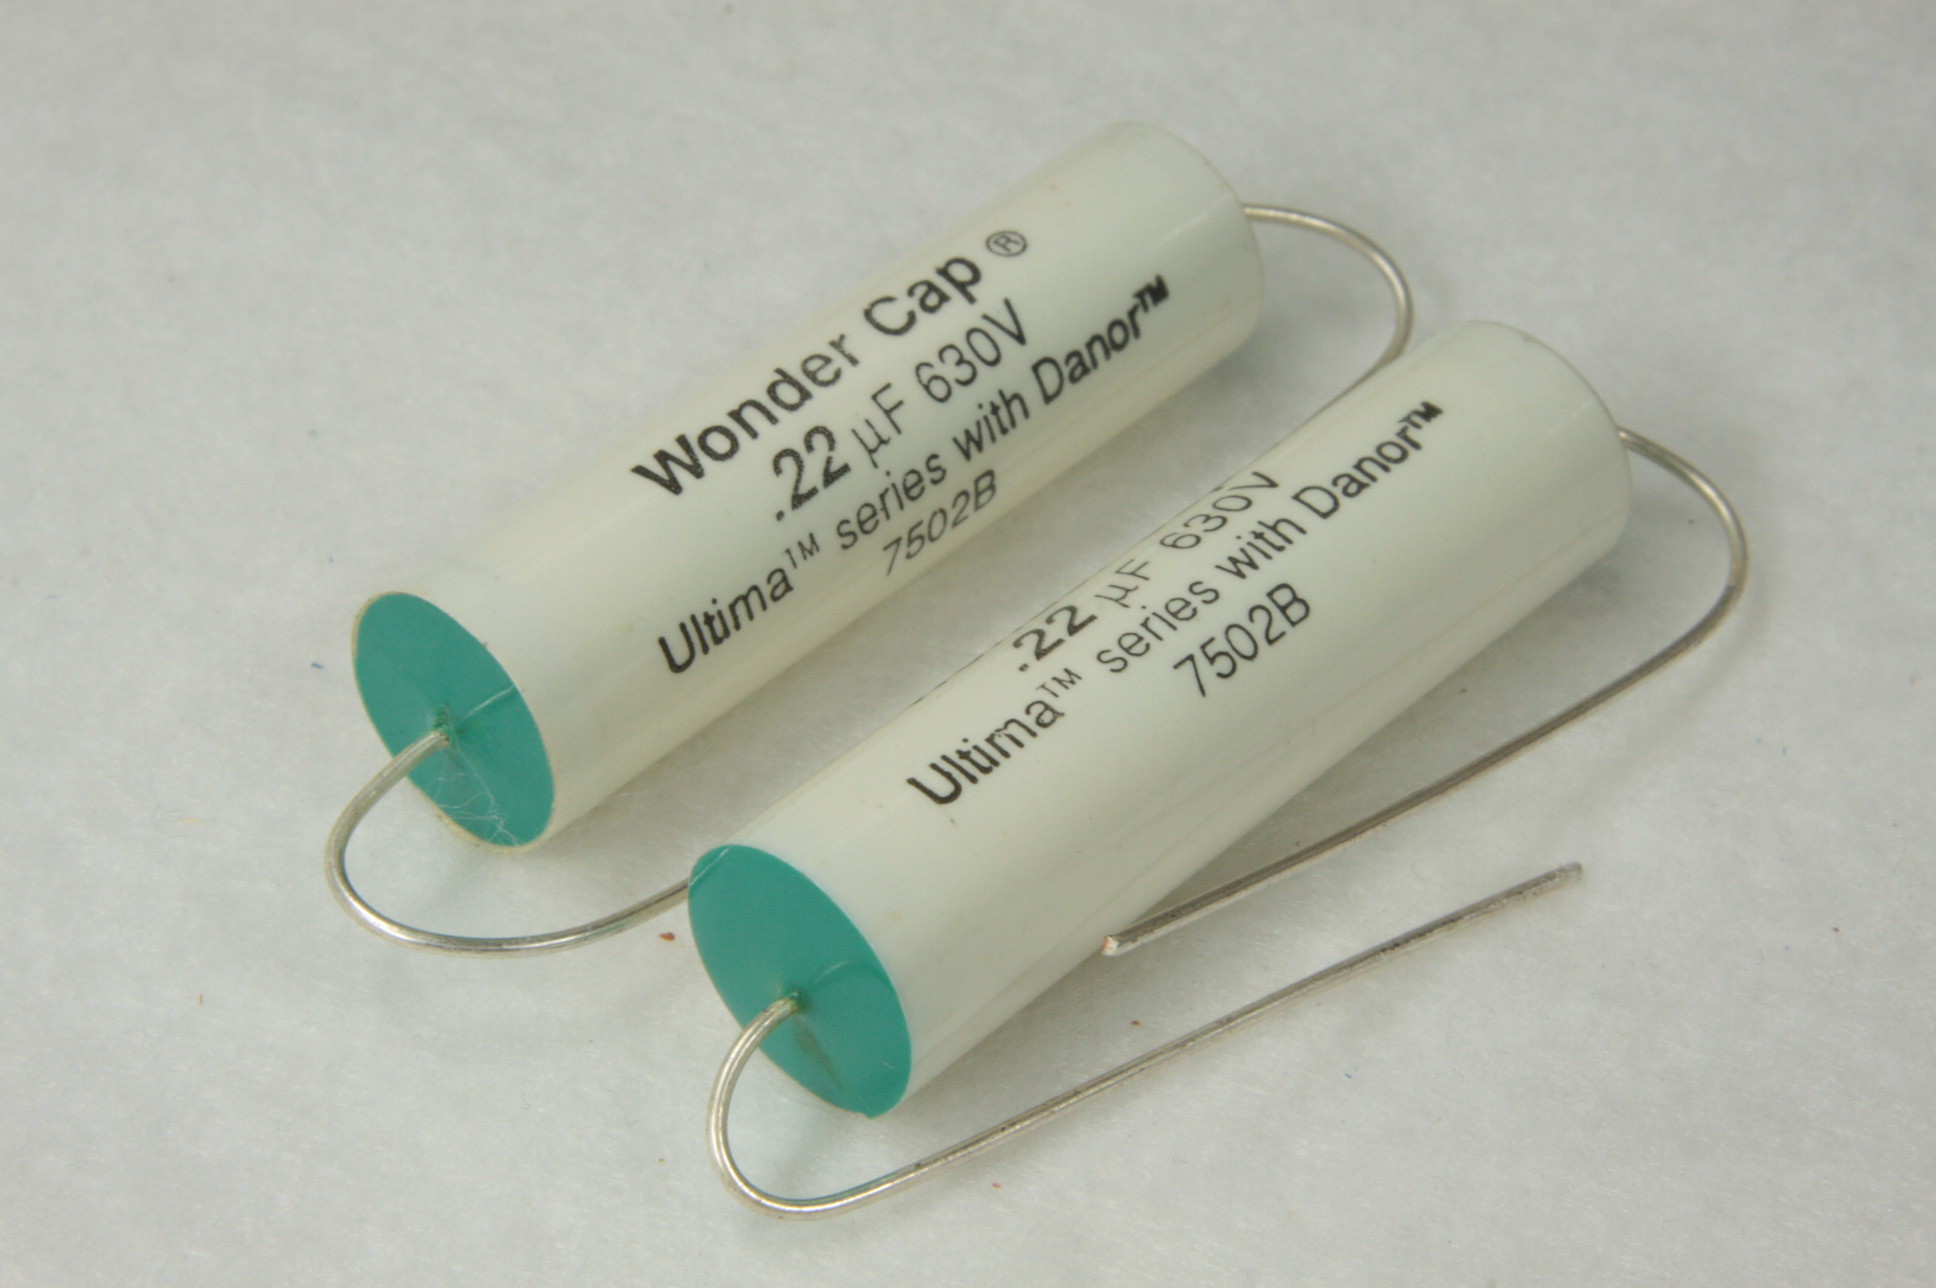 Wonder Cap ®
.22 µF 630V
Ultima™ series with Danor™
7502B
.22 µF 630V
Ultima™ series with Danor™
7502B